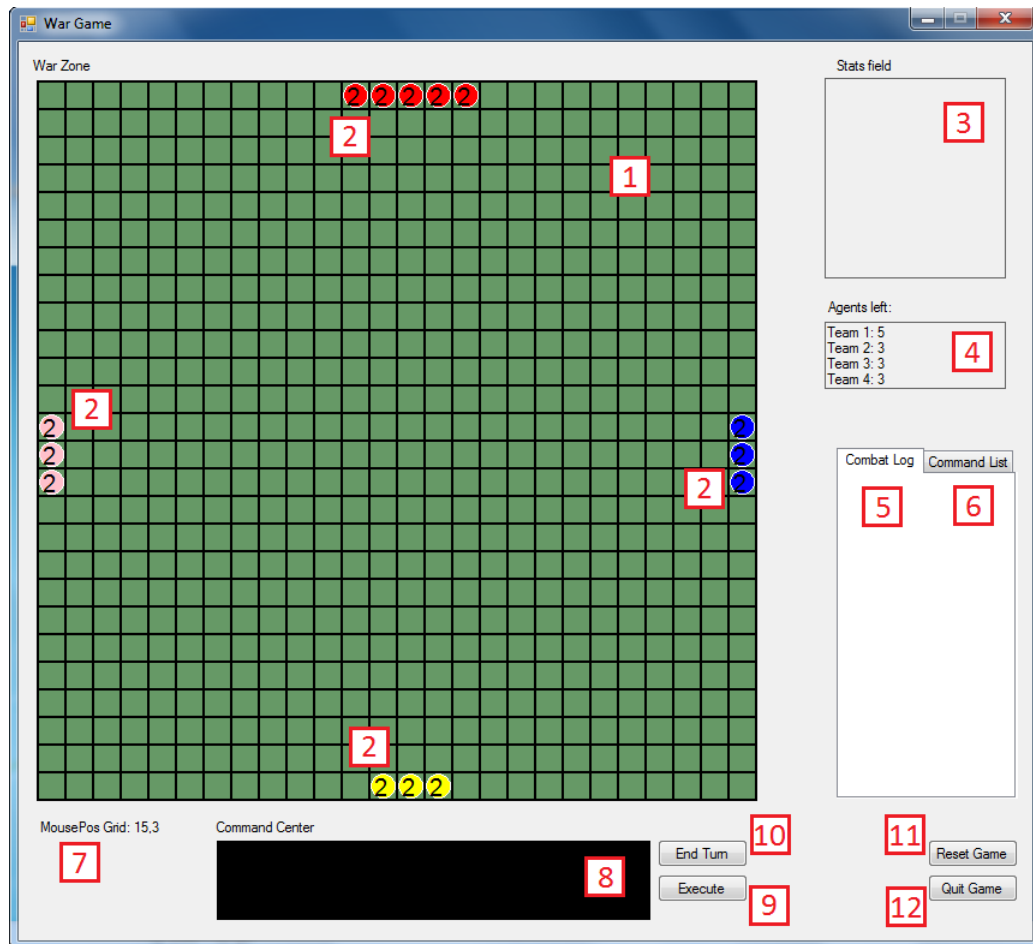 War Game
War Zone
Stats field
2 2 2 2 2
3
2
1
Agents left:
Team 1: 5
Team 2: 3
Team 3: 3
Team 4: 3
4
2
2
2
2
2
2
2
2
Combat Log
Command List
5
6
2
2 2 2
MousePos Grid: 15,3
Command Center
7
8
End Turn
10
Execute
9
11
Reset Game
12
Quit Game